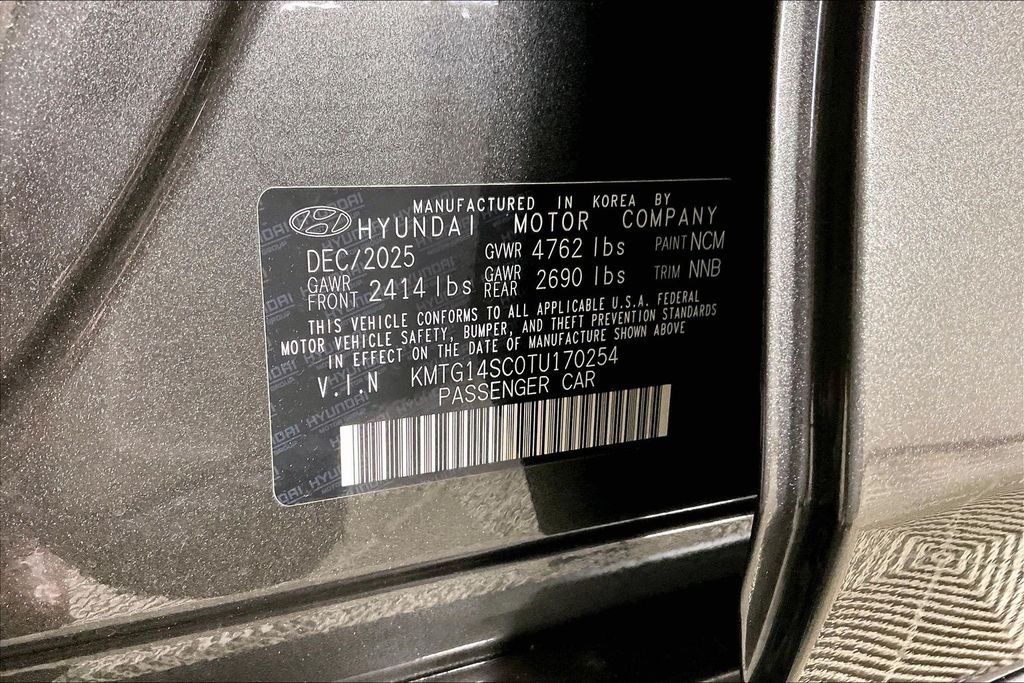 MANUFACTURED IN KOREA BY
HYUNDAI MOTOR COMPANY
DEC/2025 GVWR 4762 lbs PAINT NCM
GAWR FRONT 2414 lbs GAWR REAR 2690 lbs TRIM NNB
THIS VEHICLE CONFORMS TO ALL APPLICABLE U.S.A. FEDERAL
MOTOR VEHICLE SAFETY, BUMPER, AND THEFT PREVENTION STANDARDS
IN EFFECT ON THE DATE OF MANUFACTURE SHOWN ABOVE
V.I.N KMTG14SC0TU170254
PASSENGER CAR